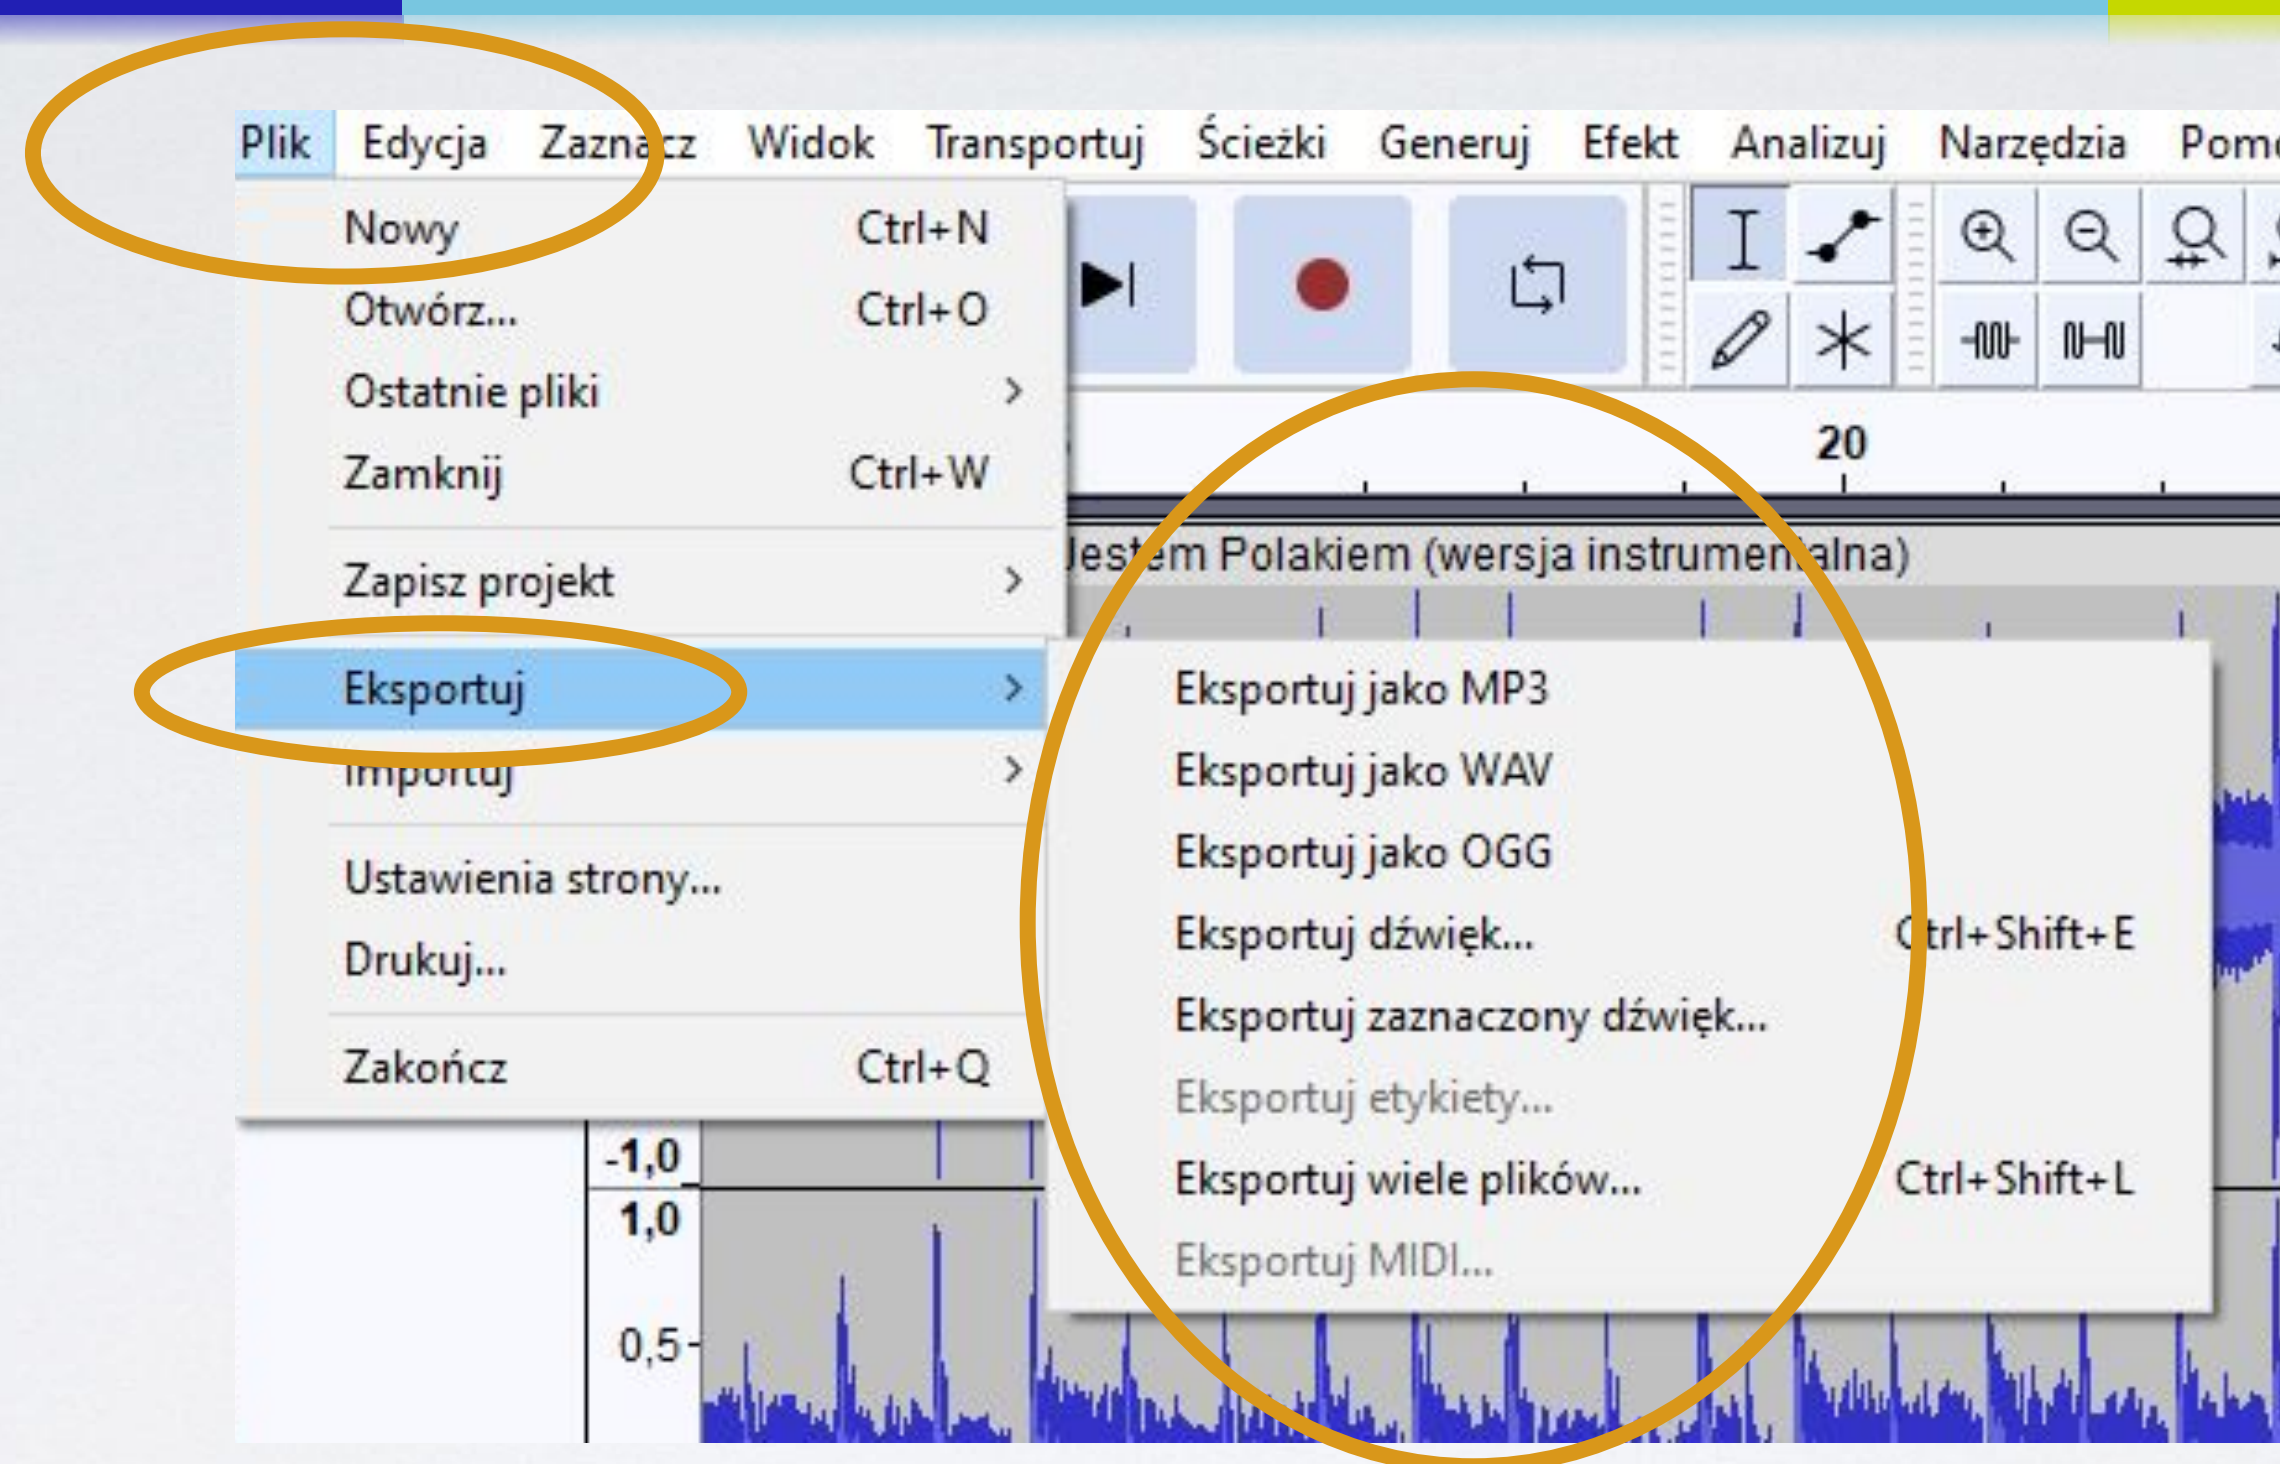 Plik Edycja Zaznacz Widok Transportuj Ścieżki Generuj Efekt Analizuj Narzędzia
Nowy Ctrl+N
Otwórz... Ctrl+O
Ostatnie pliki >
Zamknij Ctrl+W
20
Zapisz projekt >
Jestem Polakiem (wersja instrumentalna)
Eksportuj >
Importuj >
Ustawienia strony...
Drukuj...
Zakończ Ctrl+Q
Eksportuj jako MP3
Eksportuj jako WAV
Eksportuj jako OGG
Eksportuj dźwięk... Ctrl+Shift+E
Eksportuj zaznaczony dźwięk...
Eksportuj etykiety...
Eksportuj wiele plików... Ctrl+Shift+L
Eksportuj MIDI...
-1,0
1,0
0,5